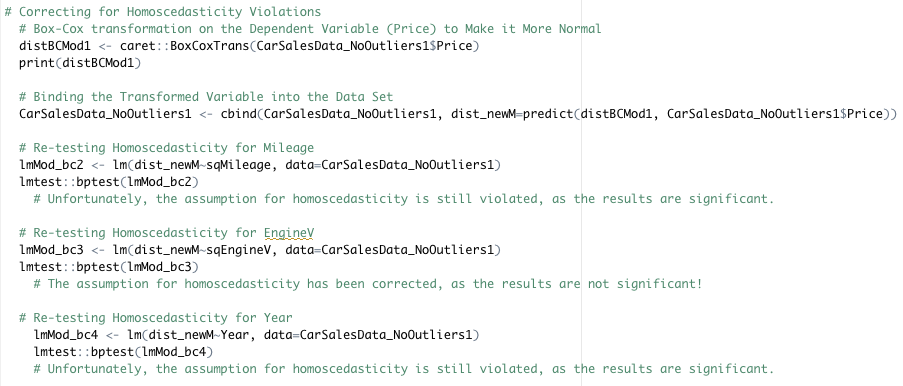 # Correcting for Homoscedasticity Violations
# Box-Cox transformation on the Dependent Variable (Price) to Make it More Normal
distBCMod1 <- caret::BoxCoxTrans(CarSalesData_NoOutliers1$Price)
print(distBCMod1)
# Binding the Transformed Variable into the Data Set
CarSalesData_NoOutliers1 <- cbind(CarSalesData_NoOutliers1, dist_newM=predict(distBCMod1, CarSalesData_NoOutliers1$Price))
# Re-testing Homoscedasticity for Mileage
lmMod_bc2 <- lm(dist_newM~sqMileage, data=CarSalesData_NoOutliers1)
lmtest::bptest(lmMod_bc2)
# Unfortunately, the assumption for homoscedasticity is still violated, as the results are significant.
# Re-testing Homoscedasticity for EngineV
lmMod_bc3 <- lm(dist_newM~sqEngineV, data=CarSalesData_NoOutliers1)
lmtest::bptest(lmMod_bc3)
# The assumption for homoscedasticity has been corrected, as the results are not significant!
# Re-testing Homoscedasticity for Year
lmMod_bc4 <- lm(dist_newM~Year, data=CarSalesData_NoOutliers1)
lmtest::bptest(lmMod_bc4)
# Unfortunately, the assumption for homoscedasticity is still violated, as the results are significant.